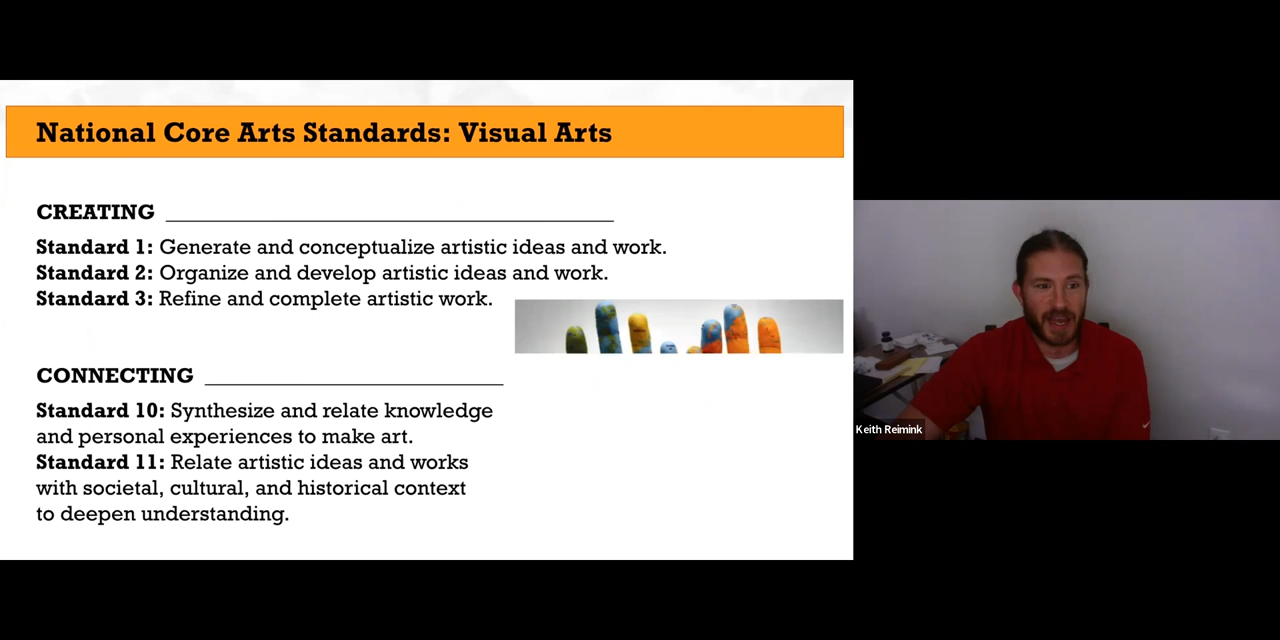 National Core Arts Standards: Visual Arts
CREATING
Standard 1: Generate and conceptualize artistic ideas and work.
Standard 2: Organize and develop artistic ideas and work.
Standard 3: Refine and complete artistic work.
CONNECTING
Standard 10: Synthesize and relate knowledge
and personal experiences to make art.
Standard 11: Relate artistic ideas and works
with societal, cultural, and historical context
to deepen understanding.
Keith Reimink